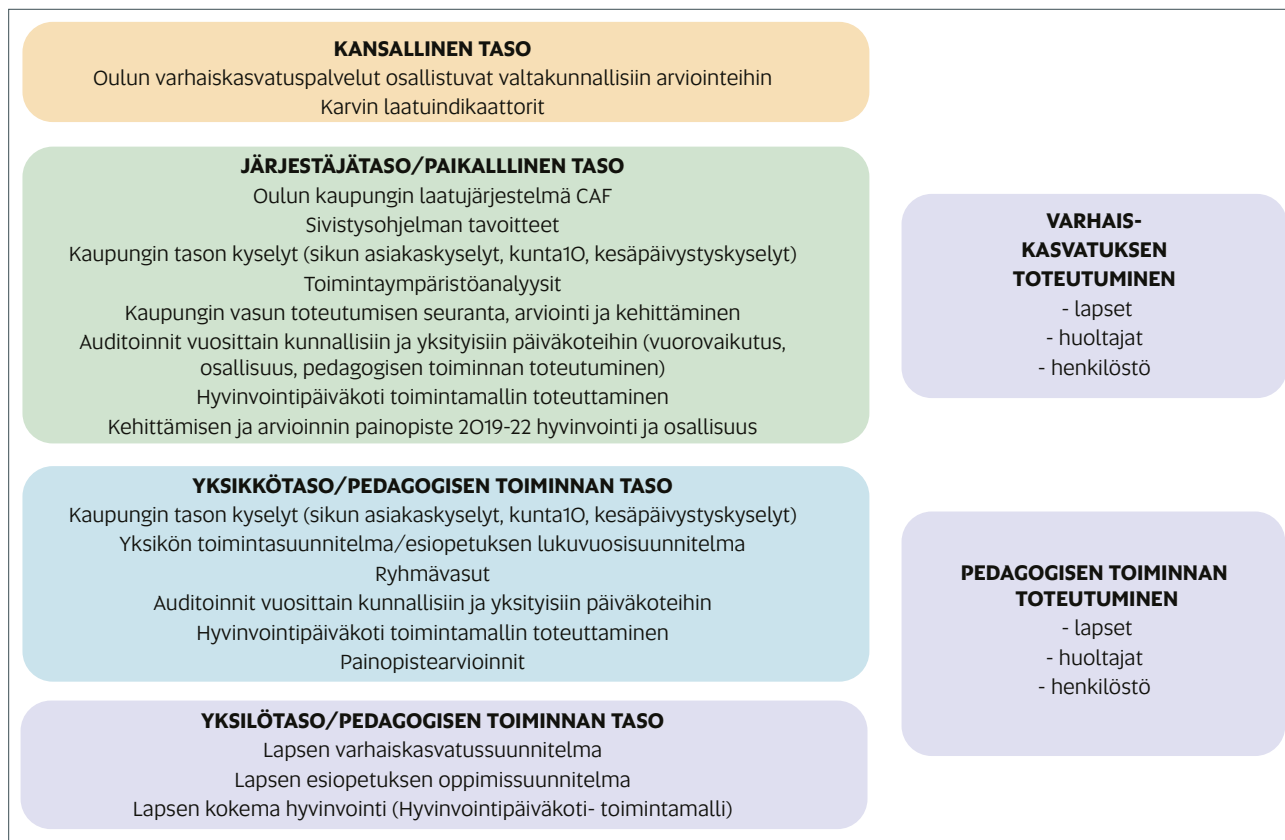 KANSALLINEN TASO
Oulun varhaiskasvatuspalvelut osallistuvat valtakunnallisiin arviointeihin
Karvin laatuindikaattorit
JÄRJESTÄJÄTASO/PAIKALLLINEN TASO
Oulun kaupungin laatujärjestelmä CAF
Sivistysohjelman tavoitteet
Kaupungin tason kyselyt (sikun asiakaskyselyt, kunta10, kesäpäivystyskyselyt)
Toimintaympäristöanalyysit
Kaupungin vasun toteutumisen seuranta, arviointi ja kehittäminen
Auditoinnit vuosittain kunnallisiin ja yksityisiin päiväkoteihin (vuorovaikutus,
osallisuus, pedagogisen toiminnan toteutuminen)
Hyvinvointipäiväkoti toimintamallin toteuttaminen
Kehittämisen ja arvioinnin painopiste 2019-22 hyvinvointi ja osallisuus
YKSIKKÖTASO/PEDAGOGISEN TOIMINNAN TASO
Kaupungin tason kyselyt (sikun asiakaskyselyt, kunta10, kesäpäivystyskyselyt)
Yksikön toimintasuunnitelma/esiopetuksen lukuvuosisuunnitelma
Ryhmävasut
Auditoinnit vuosittain kunnallisiin ja yksityisiin päiväkoteihin
Hyvinvointipäiväkoti toimintamallin toteuttaminen
Painopistearvioinnit
YKSILÖTASO/PEDAGOGISEN TOIMINNAN TASO
Lapsen varhaiskasvatussuunnitelma
Lapsen esiopetuksen oppimissuunnitelma
Lapsen kokema hyvinvointi (Hyvinvointipäiväkoti- toimintamalli)
VARHAIS-
KASVATUKSEN
TOTEUTUMINEN
- lapset
- huoltajat
- henkilöstö
PEDAGOGISEN TOIMINNAN
TOTEUTUMINEN
- lapset
- huoltajat
- henkilöstö